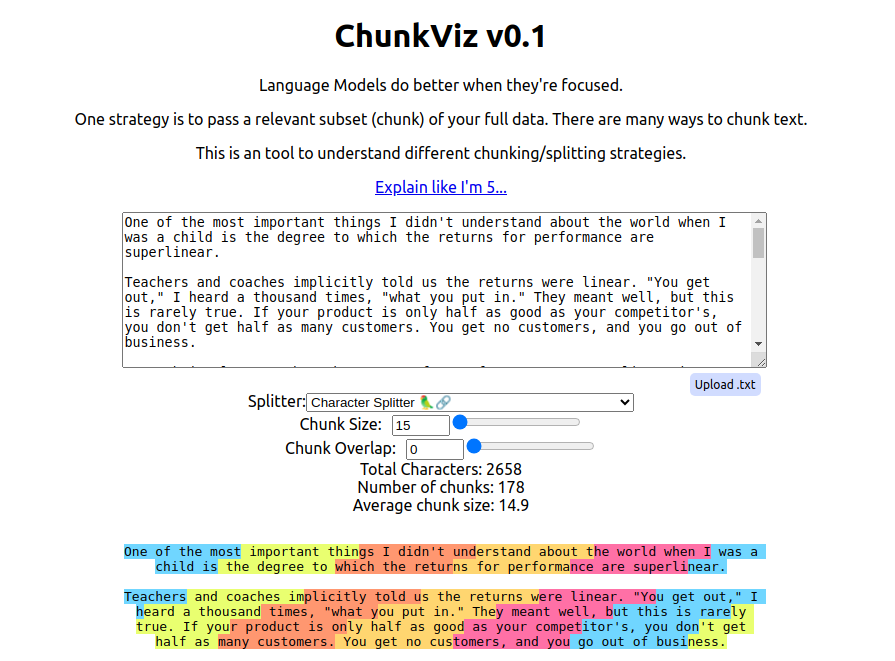 ChunkViz v0.1
Language Models do better when they're focused.
One strategy is to pass a relevant subset (chunk) of your full data. There are many ways to chunk text.
This is an tool to understand different chunking/splitting strategies.
Explain like I'm 5...
One of the most important things I didn't understand about the world when I
was a child is the degree to which the returns for performance are
superlinear.
Teachers and coaches implicitly told us the returns were linear. "You get
out," I heard a thousand times, "what you put in." They meant well, but this
is rarely true. If your product is only half as good as your competitor's,
you don't get half as many customers. You get no customers, and you go out of
business.
Upload .txt
Splitter: Character Splitter 🦜🔗
Chunk Size: 15
Chunk Overlap: 0
Total Characters: 2658
Number of chunks: 178
Average chunk size: 14.9
One of the most important things I didn't understand about the world when I was a
child is the degree to which the returns for performance are superlinear.
Teachers and coaches implicitly told us the returns were linear. "You get out," I
heard a thousand times, "what you put in." They meant well, but this is rarely
true. If your product is only half as good as your competitor's, you don't get
half as many customers. You get no customers, and you go out of business.